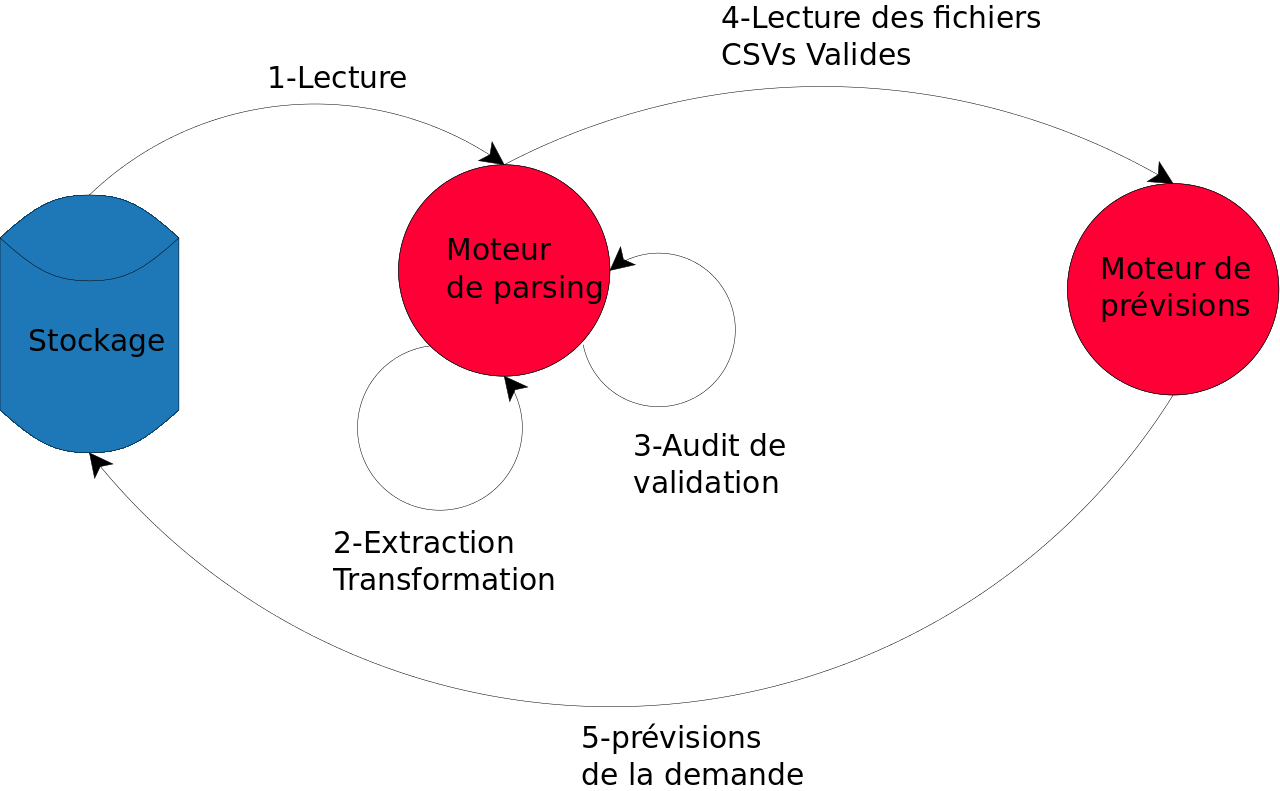 4-Lecture des fichiers
CSVs Valides
1-Lecture
Moteur
de parsing
Moteur de
prévisions
Stockage
3-Audit de
validation
2-Extraction
Transformation
5-prévisions
de la demande